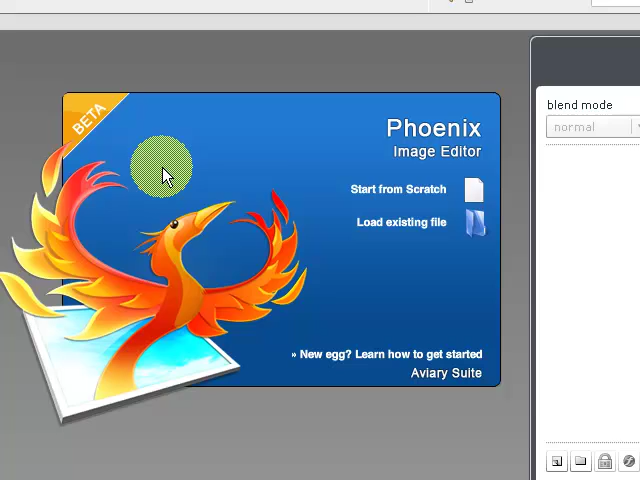 BETA
Phoenix
Image Editor
Start from Scratch
Load existing file
» New egg? Learn how to get started
Aviary Suite
blend mode
normal